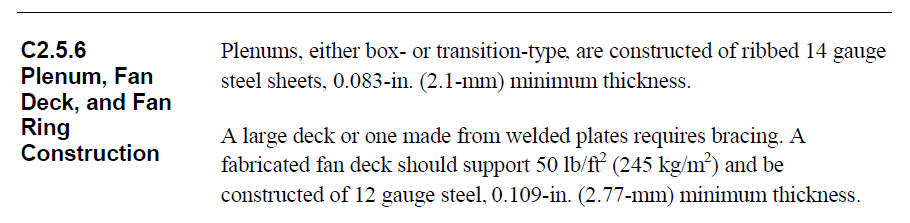 C2.5.6
Plenum, Fan
Deck, and Fan
Ring
Construction
Plenums, either box- or transition-type, are constructed of ribbed 14 gauge
steel sheets, 0.083-in. (2.1-mm) minimum thickness.
A large deck or one made from welded plates requires bracing. A
fabricated fan deck should support 50 lb/ft² (245 kg/m²) and be
constructed of 12 gauge steel, 0.109-in. (2.77-mm) minimum thickness.